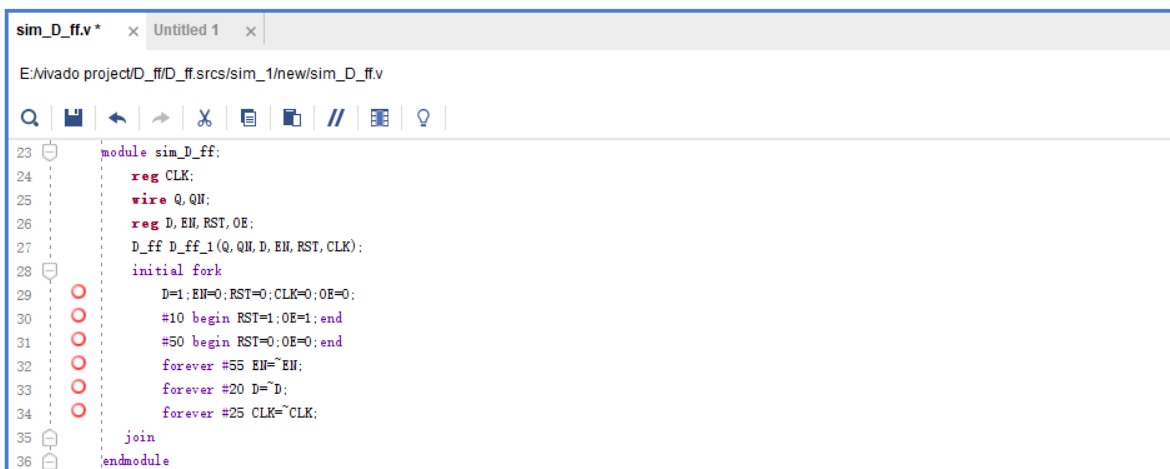 sim_D_ff.v * × Untitled 1 ×
E:/vivado project/D_ff/D_ff.srcs/sim_1/new/sim_D_ff.v
23 module sim_D_ff;
24 reg CLK;
25 wire Q,QN;
26 reg D,EN,RST,OE;
27 D_ff D_ff_1(Q,QN,D,EN,RST,CLK);
28 initial fork
29 D=1;EN=0;RST=0;CLK=0;OE=0;
30 #10 begin RST=1;OE=1;end
31 #50 begin RST=0;OE=0;end
32 forever #55 EN=~EN;
33 forever #20 D=~D;
34 forever #25 CLK=~CLK;
35 join
36 endmodule